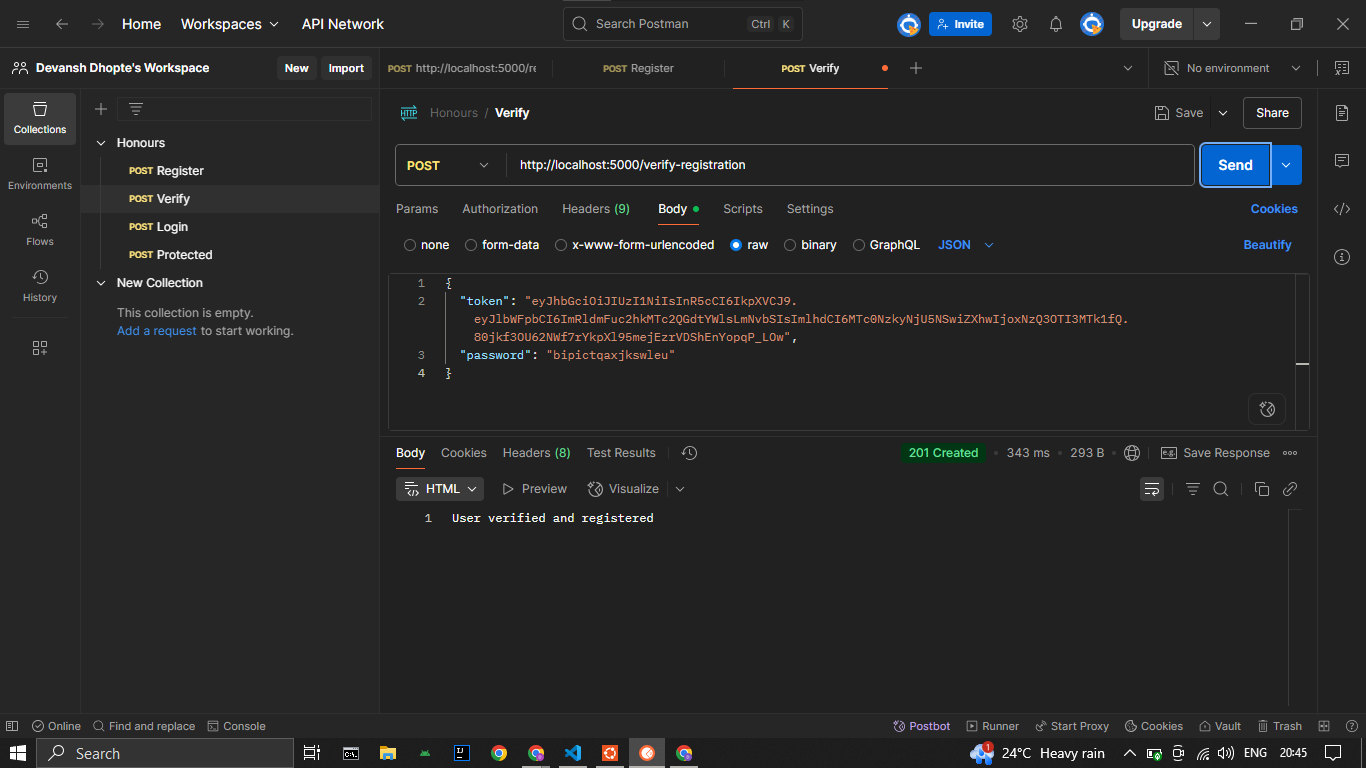 Home Workspaces API Network Search Postman Ctrl K Invite Upgrade
Devansh Dhopte's Workspace New Import POST http://localhost:5000/re POST Register POST Verify No environment
Collections
Environments
Flows
History
Honours
POST Register
POST Verify
POST Login
POST Protected
New Collection
This collection is empty.
Add a request to start working.
HTTP Honours / Verify Save Share
POST http://localhost:5000/verify-registration Send
Params Authorization Headers (9) Body Scripts Settings Cookies
none form-data x-www-form-urlencoded raw binary GraphQL JSON Beautify
1 {
2 "token": "eyJhbGciOiJIUzI1NiIsInR5cCI6IkpXVCJ9.
eyJlbWFpbCI6ImRldmFuc2hkMTc2QGdtYWlsLmNvbSIsImlhdCI6MTc0NzkyNjU5NSwiZXhwIjoxNzQ3OTI3MTk1fQ.
80jkf3OU62NWf7rYkpXl95mejEzrVDShEnYopqP_LOw",
3 "password": "bipictqaxjkswleu"
4 }
Body Cookies Headers (8) Test Results 201 Created 343 ms 293 B e.g. Save Response
HTML Preview Visualize
1 User verified and registered
Online Find and replace Console Postbot Runner Start Proxy Cookies Vault Trash
Search 1 24°C Heavy rain ENG 20:45